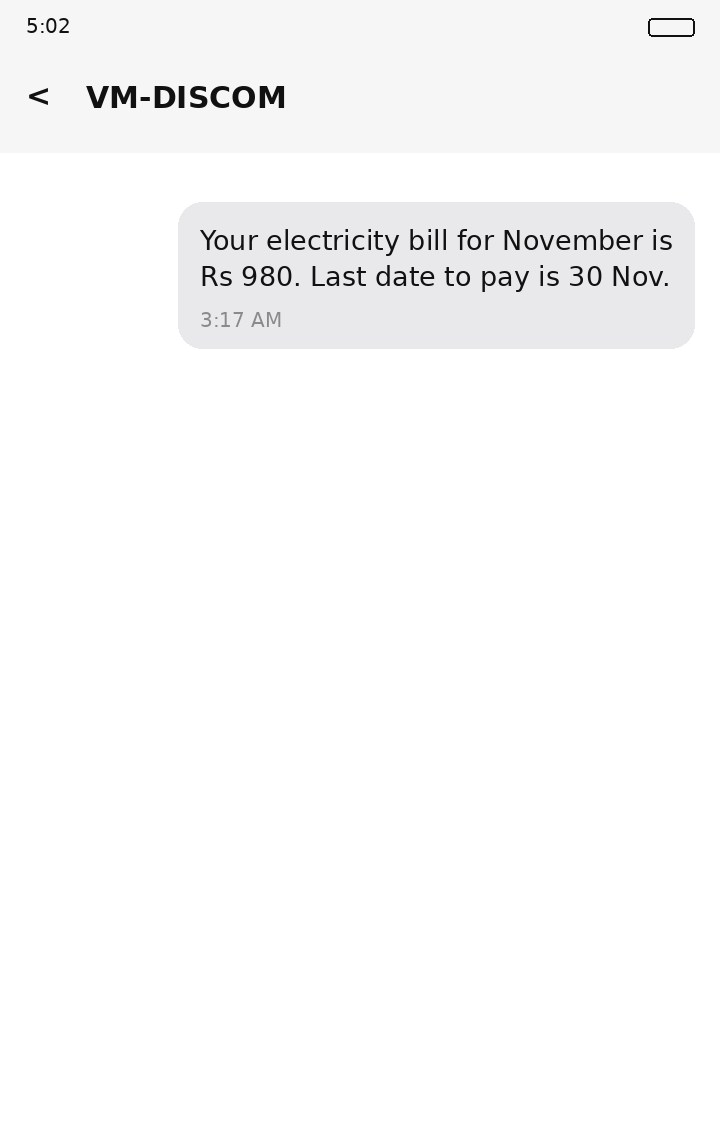 5:02
< VM-DISCOM
Your electricity bill for November is
Rs 980. Last date to pay is 30 Nov.
3:17 AM